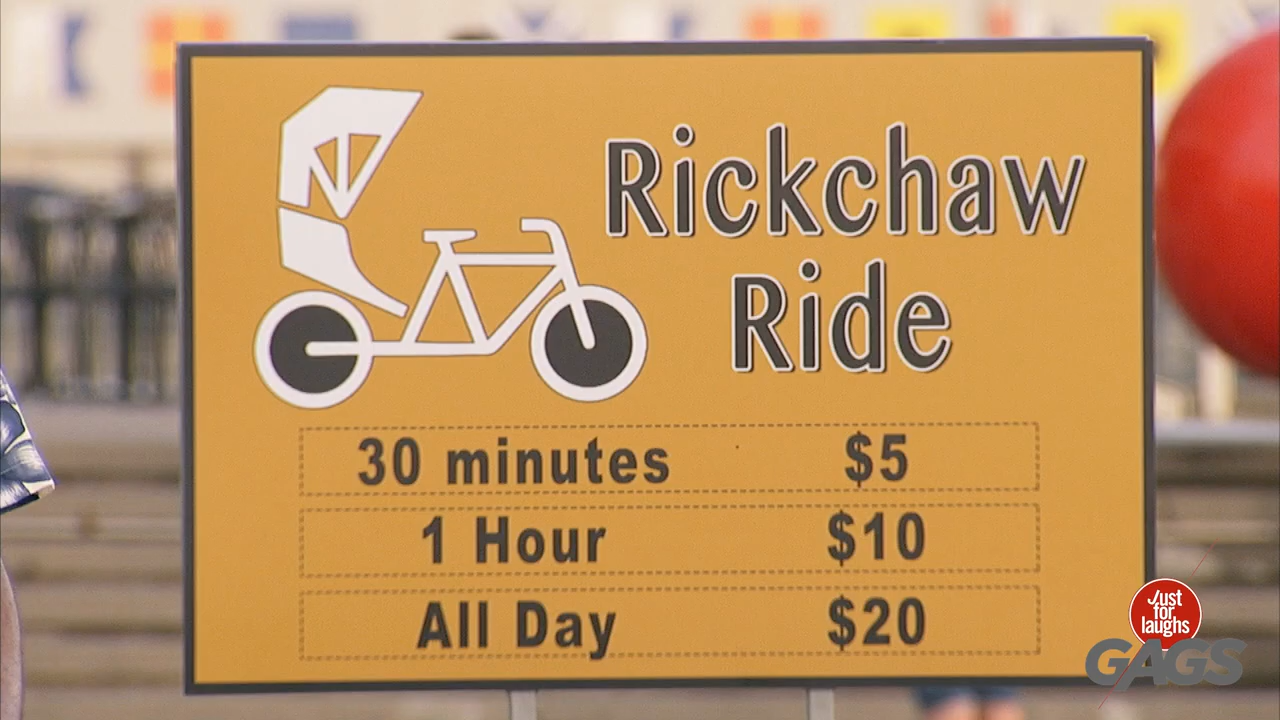 Rickchaw
Ride
30 minutes $5
1 Hour $10
All Day $20
Just
for
laughs
GAGS